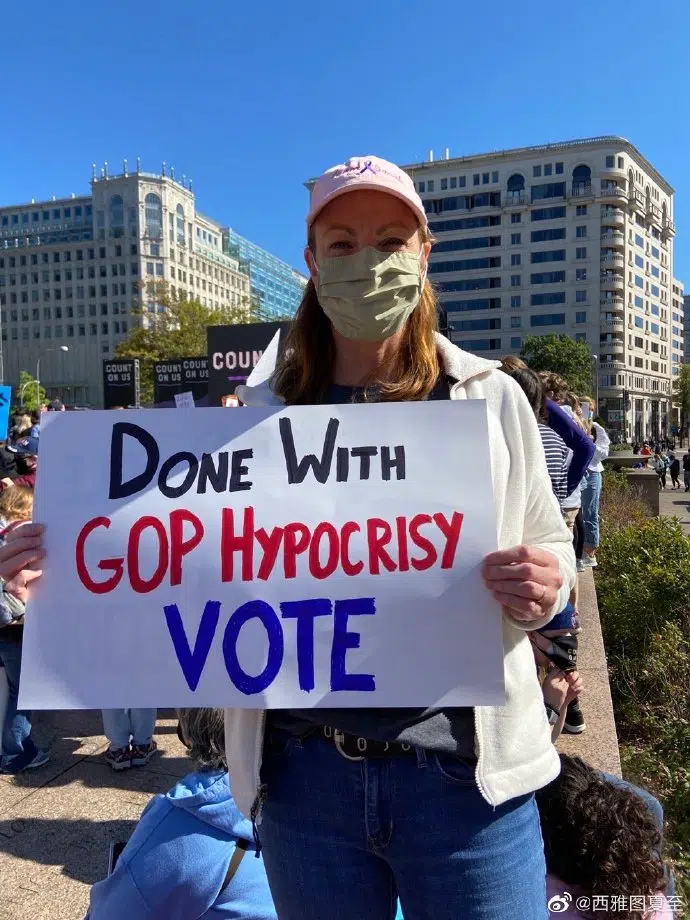 COUNT
ON US
COUNT
ON US
COUNT
ON US
COUN
DONE WITH
GOP HYPOCRISY
VOTE
@西雅图夏至